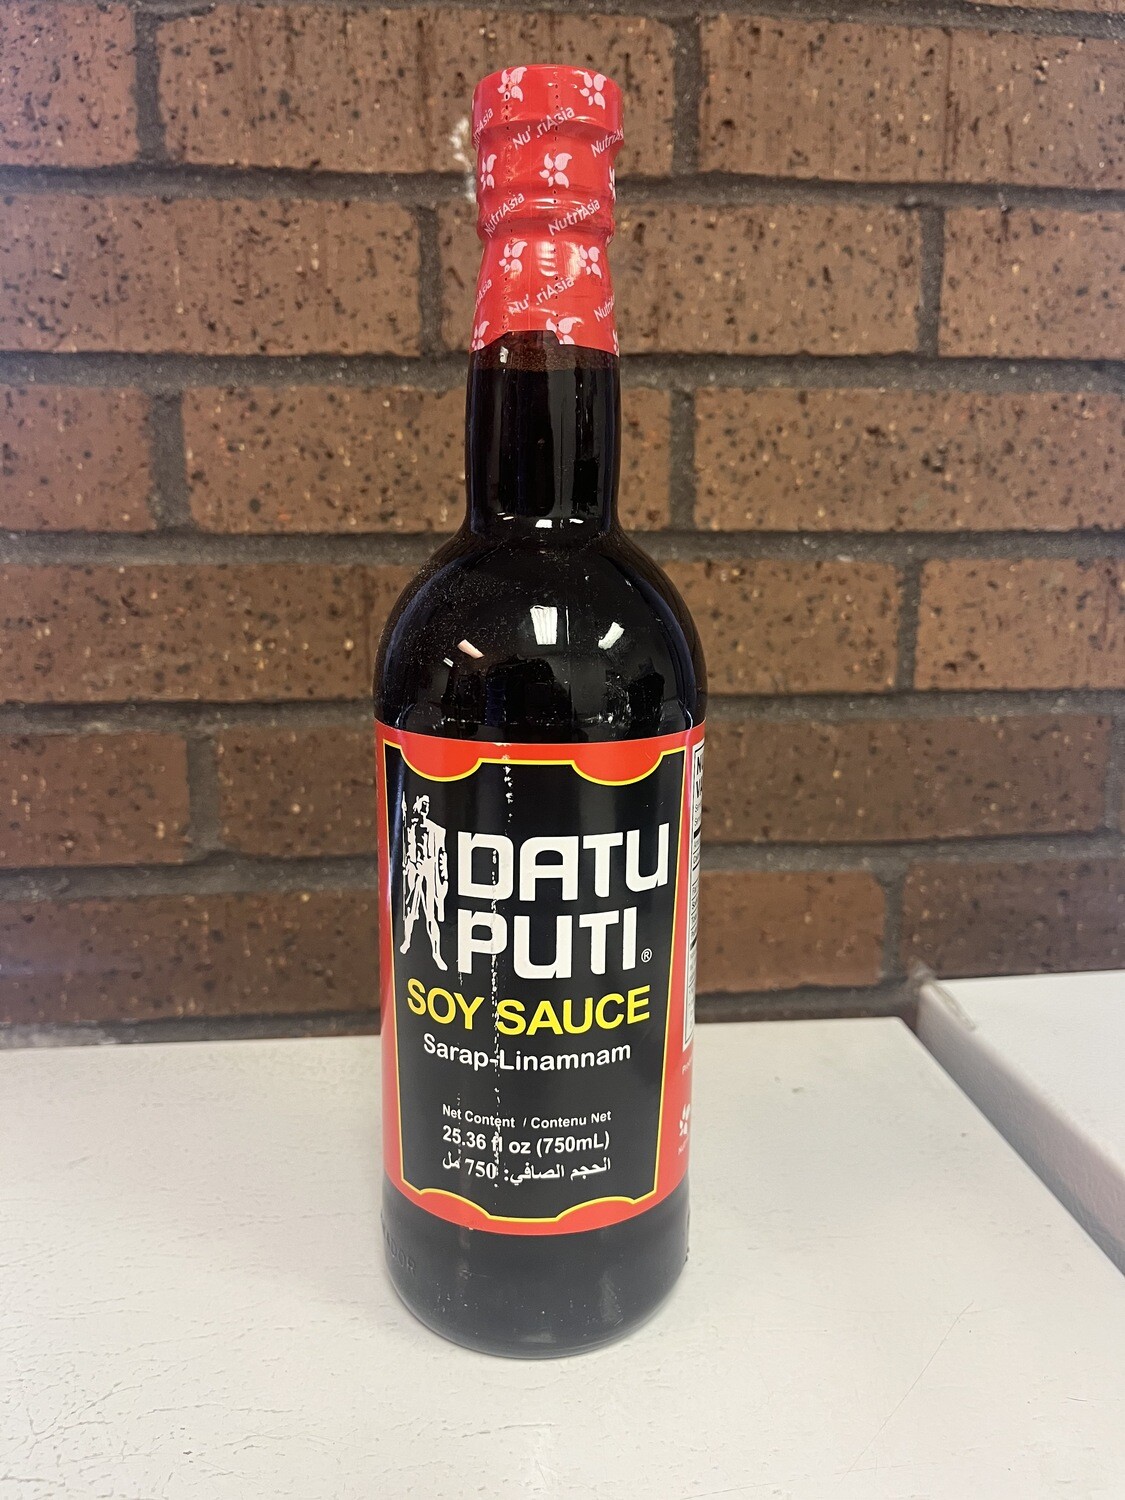 NutriAsia
NutriAsia
NutriAsia
NutriAsia
DATU
PUTI®
SOY SAUCE
Sarap-Linamnam
Net Content / Contenu Net
25.36 fl oz (750mL)
الحجم الصافي: 750 مل